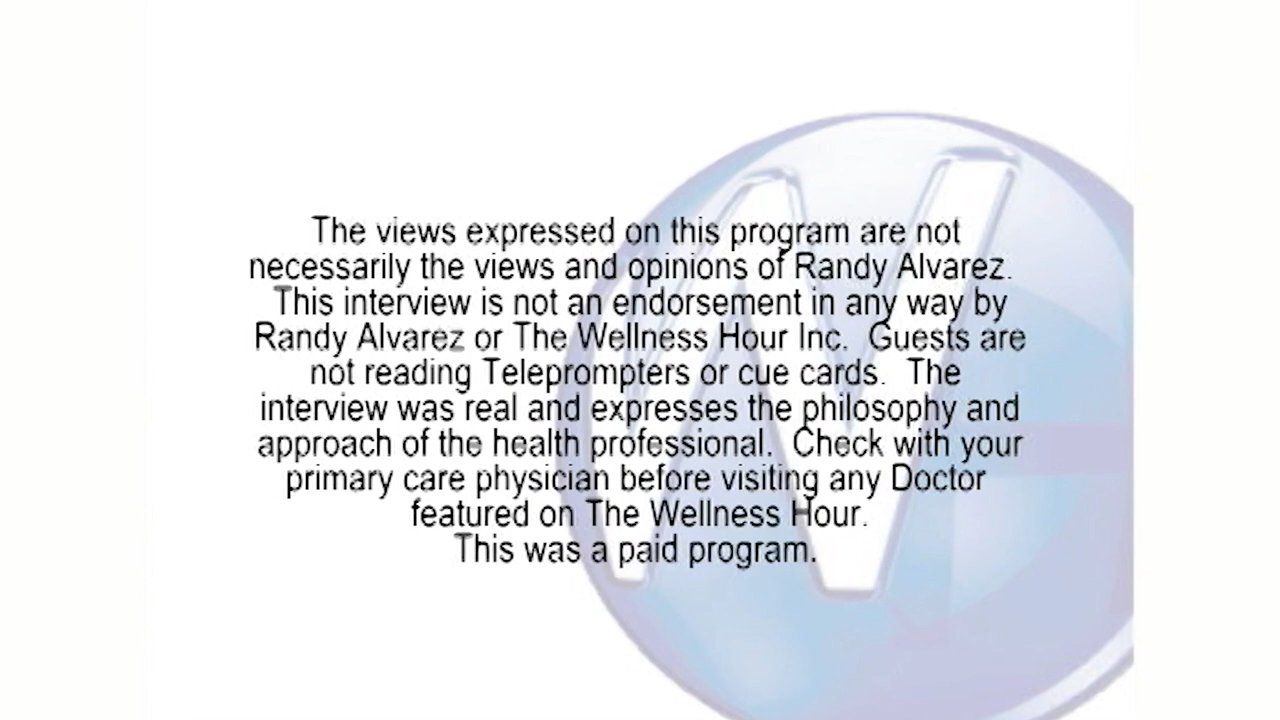 The views expressed on this program are not
necessarily the views and opinions of Randy Alvarez.
This interview is not an endorsement in any way by
Randy Alvarez or The Wellness Hour Inc.  Guests are
not reading Teleprompters or cue cards.  The
interview was real and expresses the philosophy and
approach of the health professional.  Check with your
primary care physician before visiting any Doctor
featured on The Wellness Hour.
This was a paid program.